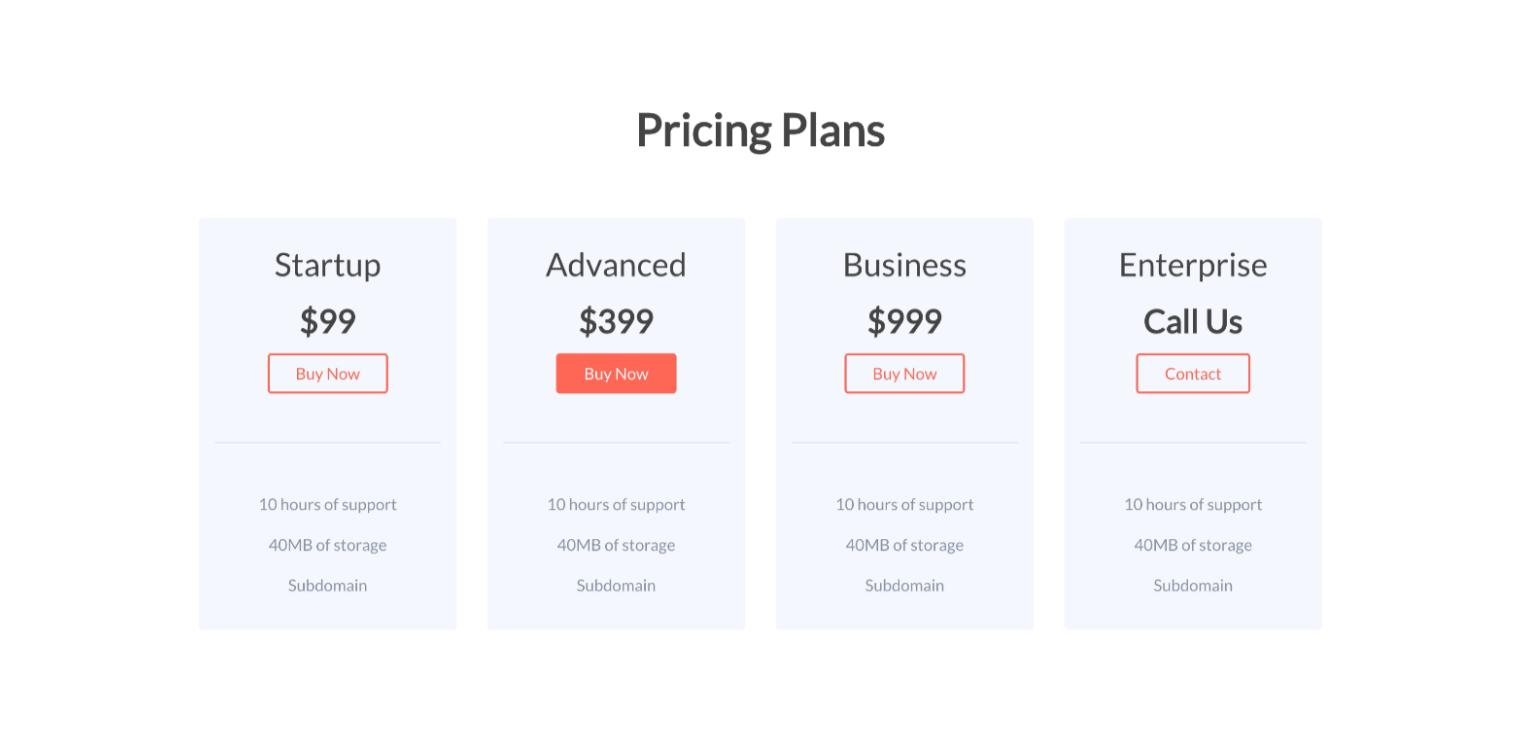 Pricing Plans
Startup
$99
Buy Now
10 hours of support
40MB of storage
Subdomain
Advanced
$399
Buy Now
10 hours of support
40MB of storage
Subdomain
Business
$999
Buy Now
10 hours of support
40MB of storage
Subdomain
Enterprise
Call Us
Contact
10 hours of support
40MB of storage
Subdomain